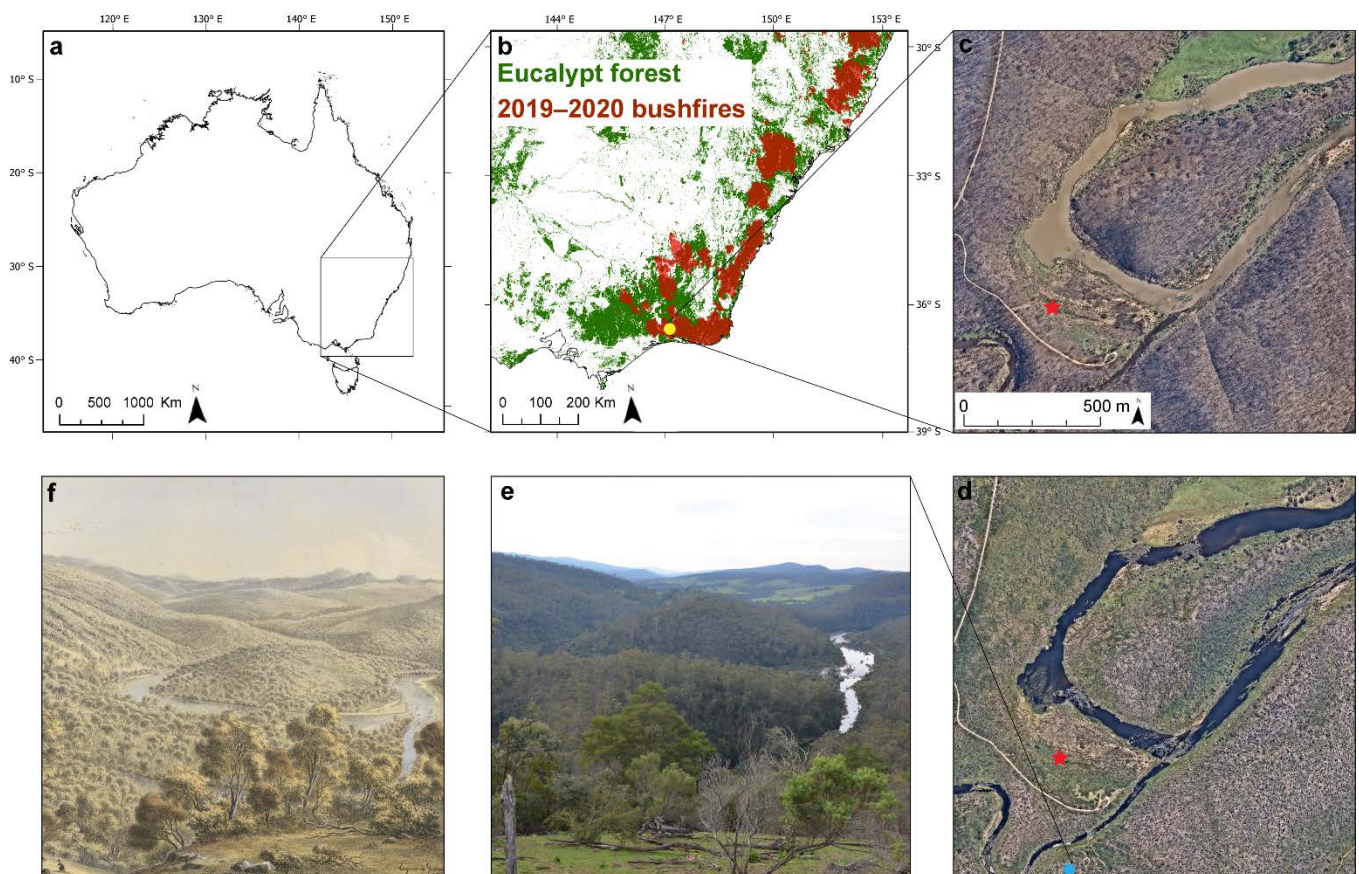 120° E 130° E 140° E 150° E
a
10° S
20° S
30° S
40° S
0 500 1000 Km
N
144° E 147° E 150° E 153° E
b
Eucalypt forest
2019–2020 bushfires
30° S
33° S
36° S
39° S
0 100 200 Km
N
c
0 500 m
N
f
e
d